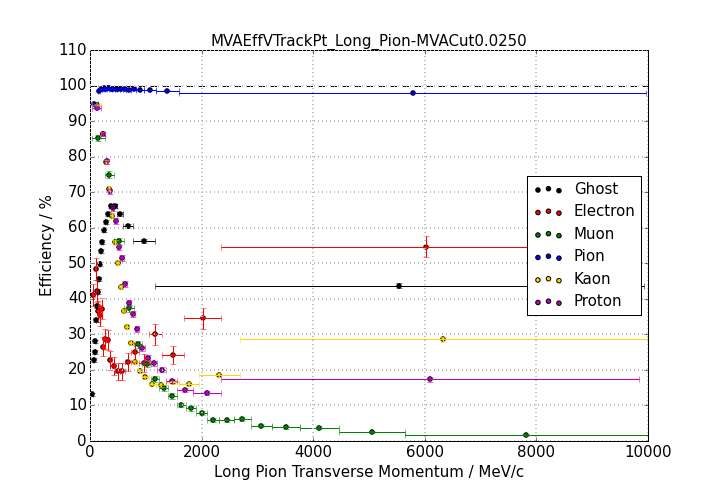 MVAEffVTrackPt_Long_Pion-MVACut0.0250
110
100
90
80
70
60
50
40
30
20
10
0
Efficiency / %
Ghost
Electron
Muon
Pion
Kaon
Proton
0 2000 4000 6000 8000 10000
Long Pion Transverse Momentum / MeV/c